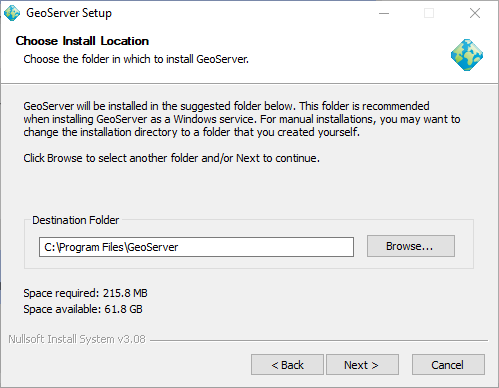 GeoServer Setup
Choose Install Location
Choose the folder in which to install GeoServer.
GeoServer will be installed in the suggested folder below. This folder is recommended
when installing GeoServer as a Windows service. For manual installations, you may want to
change the installation directory to a folder that you created yourself.
Click Browse to select another folder and/or Next to continue.
Destination Folder
C:\Program Files\GeoServer
Browse...
Space required: 215.8 MB
Space available: 61.8 GB
Nullsoft Install System v3.08
< Back
Next >
Cancel